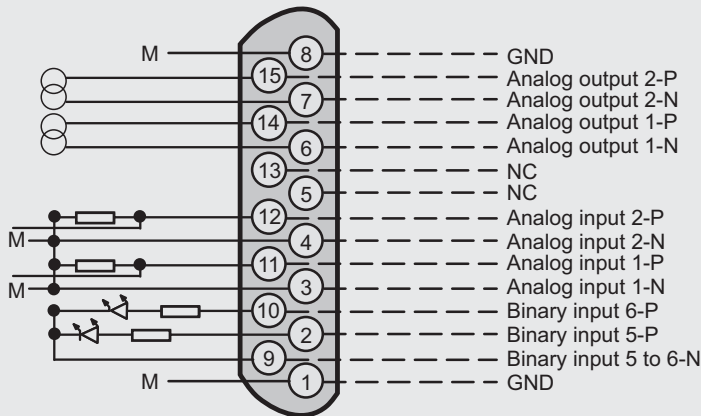 M 8 GND
15 Analog output 2-P
7 Analog output 2-N
14 Analog output 1-P
6 Analog output 1-N
13 NC
5 NC
12 Analog input 2-P
M 4 Analog input 2-N
11 Analog input 1-P
M 3 Analog input 1-N
10 Binary input 6-P
2 Binary input 5-P
9 Binary input 5 to 6-N
M 1 GND